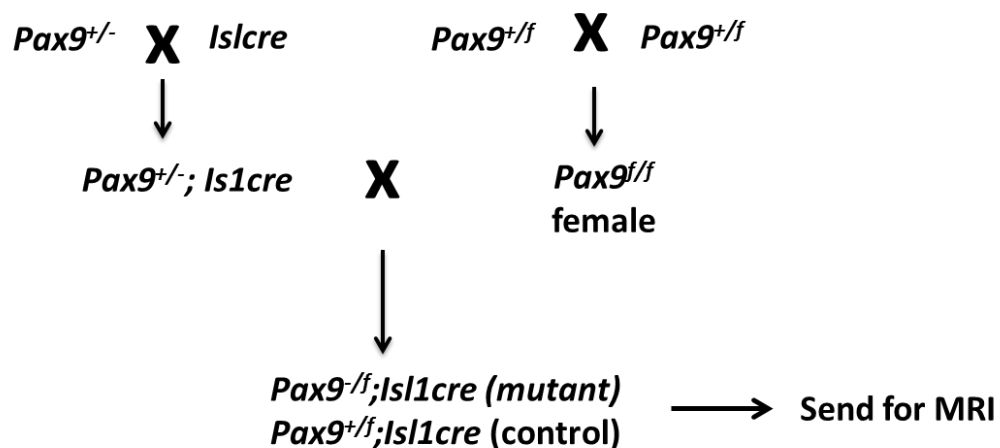 Pax9+/- X Islcre Pax9+/f X Pax9+/f
Pax9+/-; Is1cre X Pax9f/f
female
Pax9-/f;Isl1cre (mutant)
Pax9+/f;Isl1cre (control)
Send for MRI